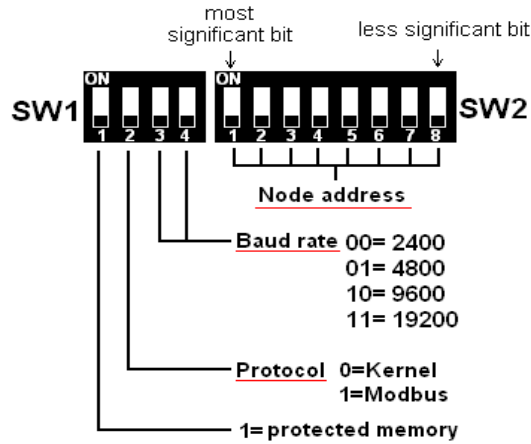 most
significant bit
less significant bit
ON
ON
SW1
SW2
1 2 3 4
1 2 3 4 5 6 7 8
Node address
Baud rate 00= 2400
01= 4800
10= 9600
11= 19200
Protocol 0=Kernel
1=Modbus
1= protected memory